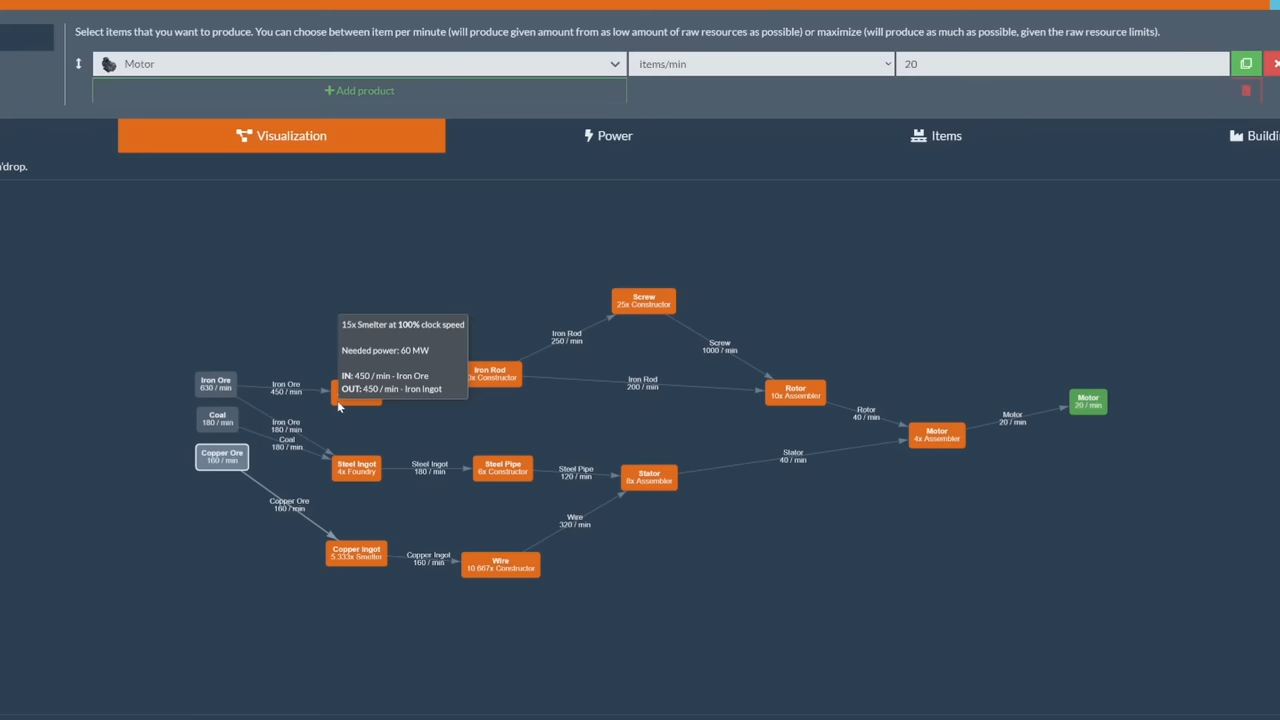 Select items that you want to produce. You can choose between item per minute (will produce given amount from as low amount of raw resources as possible) or maximize (will produce as much as possible, given the raw resource limits).
Motor
items/min
20
+ Add product
Visualization
Power
Items
n'drop.
Screw
25x Constructor
15x Smelter at 100% clock speed
Needed power: 60 MW
IN: 450 / min - Iron Ore
OUT: 450 / min - Iron Ingot
Iron Rod
250 / min
Screw
1000 / min
Iron Ore
630 / min
Iron Ore
450 / min
Iron Rod
x Constructor
Iron Rod
200 / min
Rotor
10x Assembler
Motor
20 / min
Rotor
40 / min
Motor
20 / min
Coal
180 / min
Iron Ore
180 / min
Coal
180 / min
Motor
4x Assembler
Copper Ore
160 / min
Steel Ingot
4x Foundry
Steel Ingot
180 / min
Steel Pipe
6x Constructor
Steel Pipe
120 / min
Stator
8x Assembler
Stator
40 / min
Copper Ore
160 / min
Wire
320 / min
Copper Ingot
5.333x Smelter
Copper Ingot
160 / min
Wire
10.667x Constructor